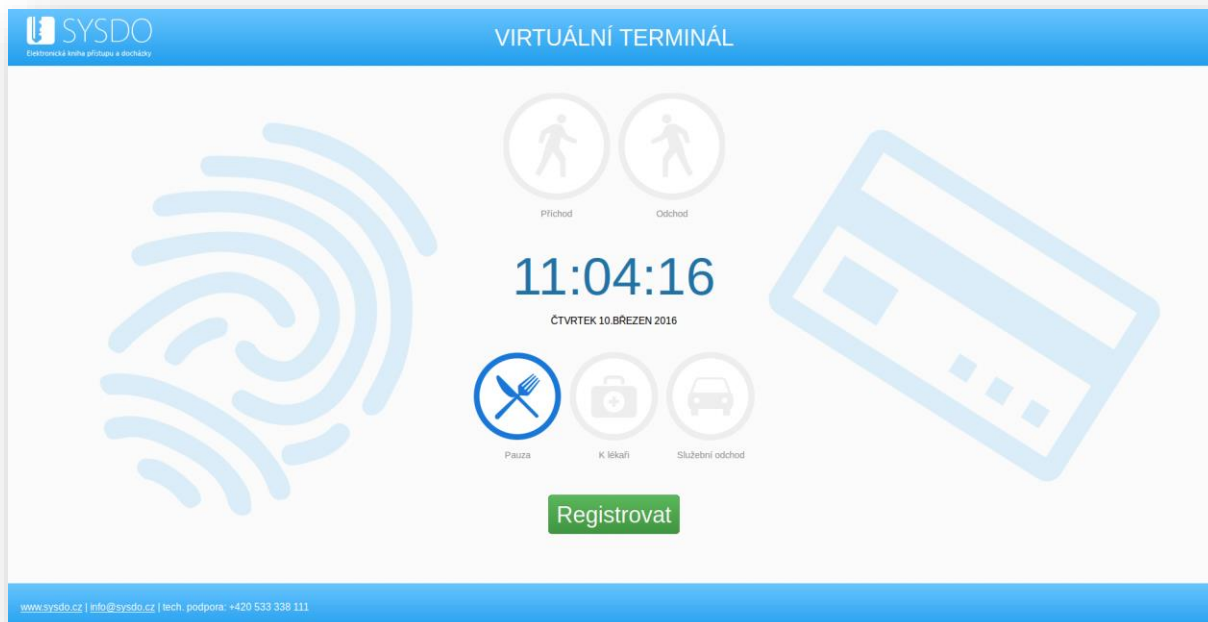 SYSDO
Elektronická kniha přístupu a docházky
VIRTUÁLNÍ TERMINÁL
Příchod
Odchod
11:04:16
ČTVRTEK 10.BŘEZEN 2016
Pauza
K lékaři
Služební odchod
Registrovat
www.sysdo.cz | info@sysdo.cz | tech. podpora: +420 533 338 111